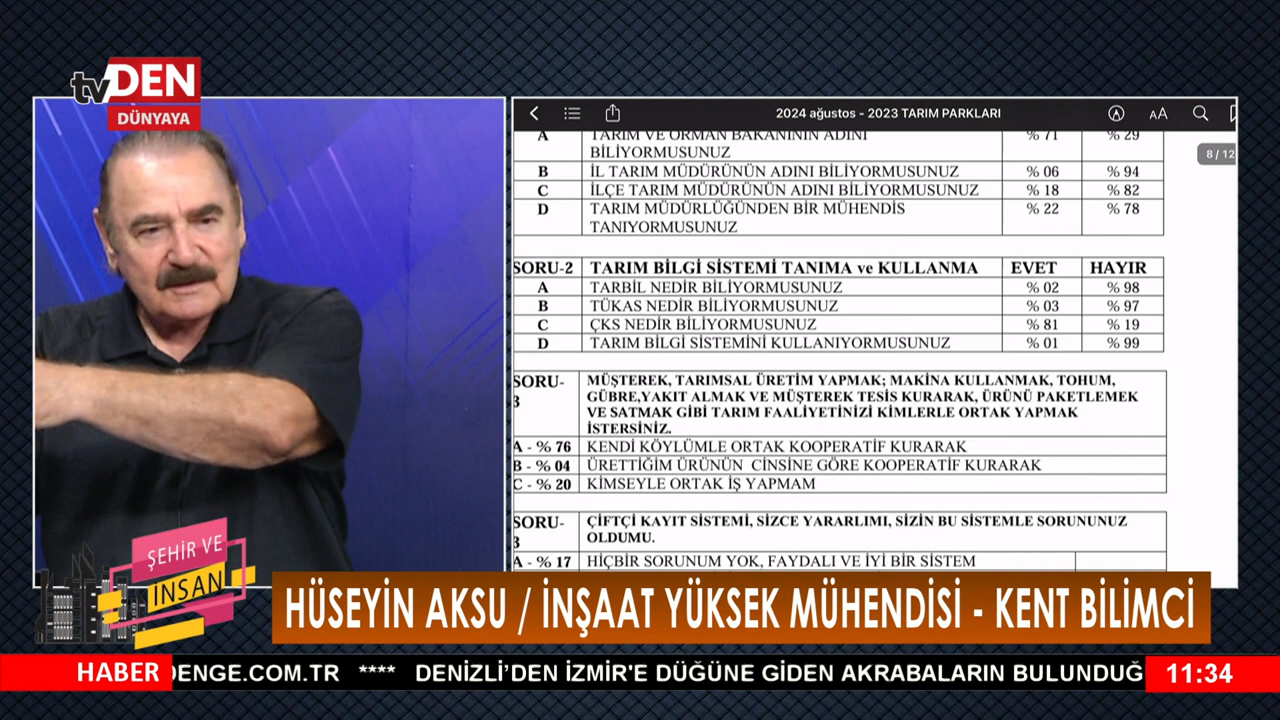 tvDEN
DÜNYAYA
2024 ağustos - 2023 TARIM PARKLARI
AA
8 / 12
A TARIM VE ORMAN BAKANININ ADINI % 71 % 29
BİLİYORMUSUNUZ
B İL TARIM MÜDÜRÜNÜN ADINI BİLİYORMUSUNUZ % 06 % 94
C İLÇE TARIM MÜDÜRÜNÜN ADINI BİLİYORMUSUNUZ % 18 % 82
D TARIM MÜDÜRLÜĞÜNDEN BİR MÜHENDİS % 22 % 78
TANIYORMUSUNUZ
SORU-2 TARIM BİLGİ SİSTEMİ TANIMA ve KULLANMA EVET HAYIR
A TARBİL NEDİR BİLİYORMUSUNUZ % 02 % 98
B TÜKAS NEDİR BİLİYORMUSUNUZ % 03 % 97
C ÇKS NEDİR BİLİYORMUSUNUZ % 81 % 19
D TARIM BİLGİ SİSTEMİNİ KULLANIYORMUSUNUZ % 01 % 99
SORU-3 MÜŞTEREK, TARIMSAL ÜRETİM YAPMAK; MAKİNA KULLANMAK, TOHUM,
GÜBRE,YAKIT ALMAK VE MÜŞTEREK TESİS KURARAK, ÜRÜNÜ PAKETLEMEK
VE SATMAK GİBİ TARIM FAALİYETİNİZİ KİMLERLE ORTAK YAPMAK
İSTERSİNİZ.
A - % 76 KENDİ KÖYLÜMLE ORTAK KOOPERATİF KURARAK
B - % 04 ÜRETTİĞİM ÜRÜNÜN CİNSİNE GÖRE KOOPERATİF KURARAK
C - % 20 KİMSEYLE ORTAK İŞ YAPMAM
SORU-3 ÇİFTÇİ KAYIT SİSTEMİ, SİZCE YARARLIMI, SİZİN BU SİSTEMLE SORUNUNUZ
OLDUMU.
A - % 17 HİÇBİR SORUNUM YOK, FAYDALI VE İYİ BİR SİSTEM
ŞEHİR VE
İNSAN
HÜSEYİN AKSU / İNŞAAT YÜKSEK MÜHENDİSİ - KENT BİLİMCİ
HABER DENGE.COM.TR **** DENİZLİ'DEN İZMİR'E DÜĞÜNE GİDEN AKRABALARIN BULUNDUĞ 11:34